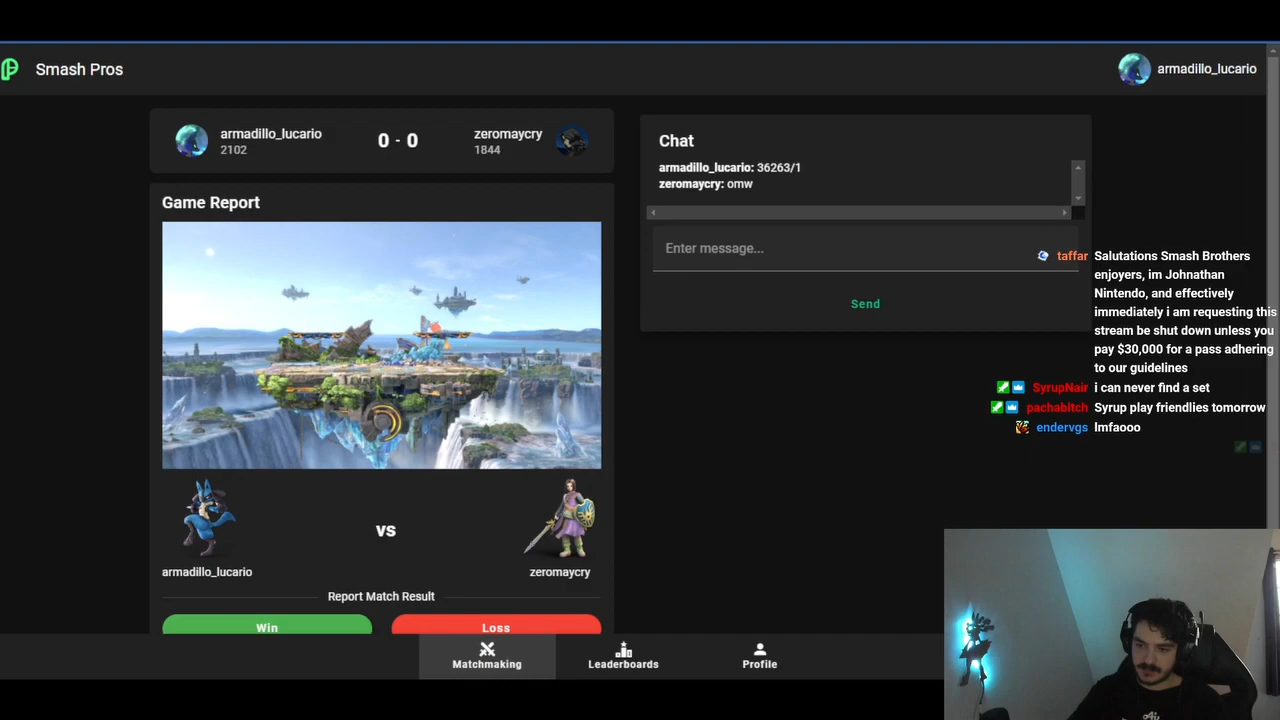 Smash Pros
armadillo_lucario
armadillo_lucario
2102
0 - 0
zeromaycry
1844
Game Report
vs
armadillo_lucario
zeromaycry
Report Match Result
Win
Loss
Chat
armadillo_lucario: 36263/1
zeromaycry: omw
Enter message...
Send
taffar Salutations Smash Brothers
enjoyers, im Johnathan
Nintendo, and effectively
immediately i am requesting this
stream be shut down unless you
pay $30,000 for a pass adhering
to our guidelines
SyrupNair i can never find a set
pachabltch Syrup play friendlies tomorrow
endervgs lmfaooo
Matchmaking
Leaderboards
Profile